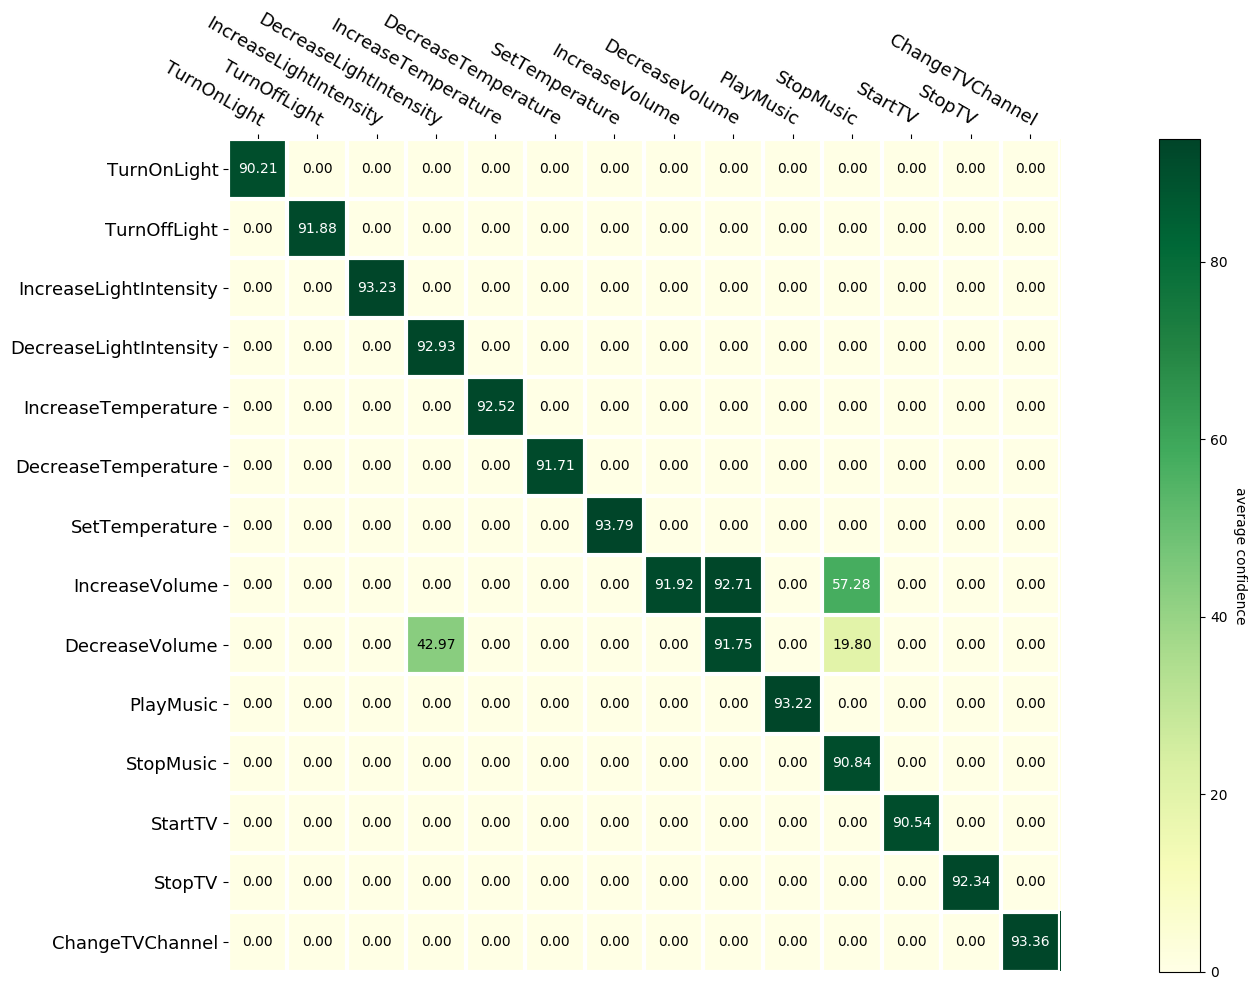 TurnOnLight
TurnOffLight
IncreaseLightIntensity
DecreaseLightIntensity
IncreaseTemperature
DecreaseTemperature
SetTemperature
IncreaseVolume
DecreaseVolume
PlayMusic
StopMusic
StartTV
StopTV
ChangeTVChannel
TurnOnLight 90.21 0.00 0.00 0.00 0.00 0.00 0.00 0.00 0.00 0.00 0.00 0.00 0.00 0.00
TurnOffLight 0.00 91.88 0.00 0.00 0.00 0.00 0.00 0.00 0.00 0.00 0.00 0.00 0.00 0.00
IncreaseLightIntensity 0.00 0.00 93.23 0.00 0.00 0.00 0.00 0.00 0.00 0.00 0.00 0.00 0.00 0.00
DecreaseLightIntensity 0.00 0.00 0.00 92.93 0.00 0.00 0.00 0.00 0.00 0.00 0.00 0.00 0.00 0.00
IncreaseTemperature 0.00 0.00 0.00 0.00 92.52 0.00 0.00 0.00 0.00 0.00 0.00 0.00 0.00 0.00
DecreaseTemperature 0.00 0.00 0.00 0.00 0.00 91.71 0.00 0.00 0.00 0.00 0.00 0.00 0.00 0.00
SetTemperature 0.00 0.00 0.00 0.00 0.00 0.00 93.79 0.00 0.00 0.00 0.00 0.00 0.00 0.00
IncreaseVolume 0.00 0.00 0.00 0.00 0.00 0.00 0.00 91.92 92.71 0.00 57.28 0.00 0.00 0.00
DecreaseVolume 0.00 0.00 0.00 42.97 0.00 0.00 0.00 0.00 91.75 0.00 19.80 0.00 0.00 0.00
PlayMusic 0.00 0.00 0.00 0.00 0.00 0.00 0.00 0.00 0.00 93.22 0.00 0.00 0.00 0.00
StopMusic 0.00 0.00 0.00 0.00 0.00 0.00 0.00 0.00 0.00 0.00 90.84 0.00 0.00 0.00
StartTV 0.00 0.00 0.00 0.00 0.00 0.00 0.00 0.00 0.00 0.00 0.00 90.54 0.00 0.00
StopTV 0.00 0.00 0.00 0.00 0.00 0.00 0.00 0.00 0.00 0.00 0.00 0.00 92.34 0.00
ChangeTVChannel 0.00 0.00 0.00 0.00 0.00 0.00 0.00 0.00 0.00 0.00 0.00 0.00 0.00 93.36
80
60
40
20
0
average confidence